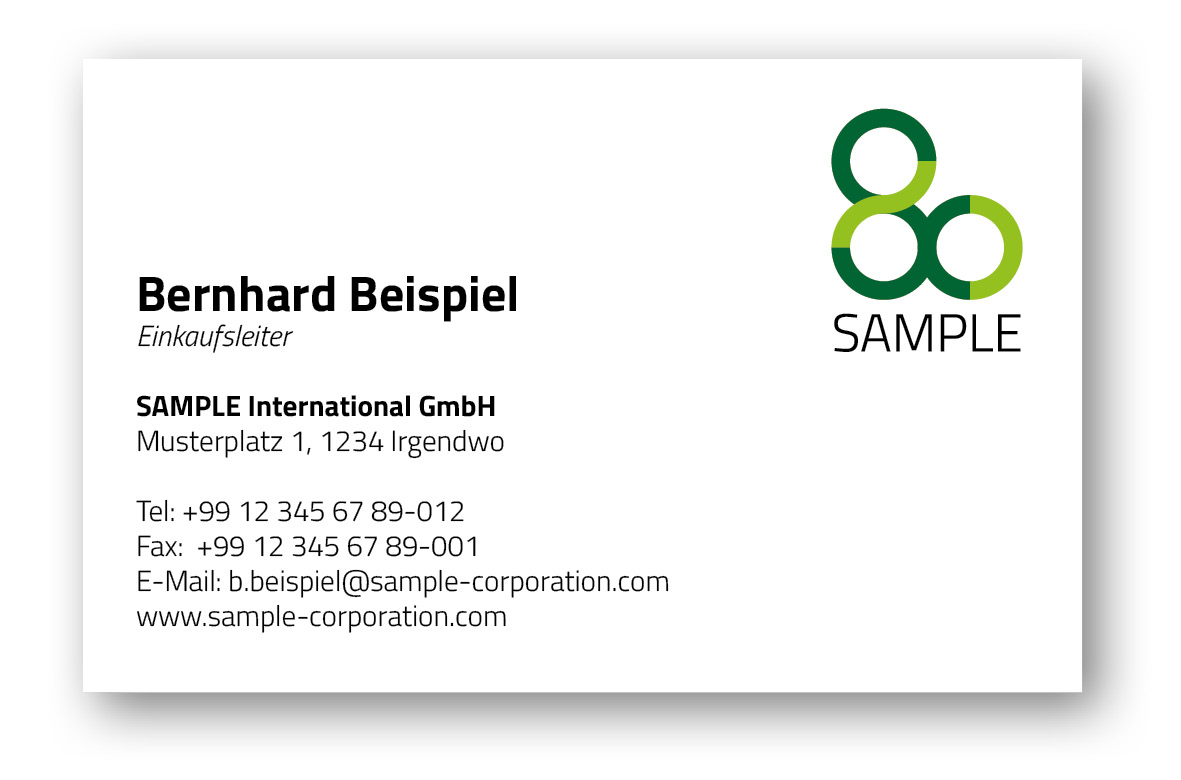 Bernhard Beispiel
Einkaufsleiter
SAMPLE
SAMPLE International GmbH
Musterplatz 1, 1234 Irgendwo
Tel: +99 12 345 67 89-012
Fax:  +99 12 345 67 89-001
E-Mail: b.beispiel@sample-corporation.com
www.sample-corporation.com